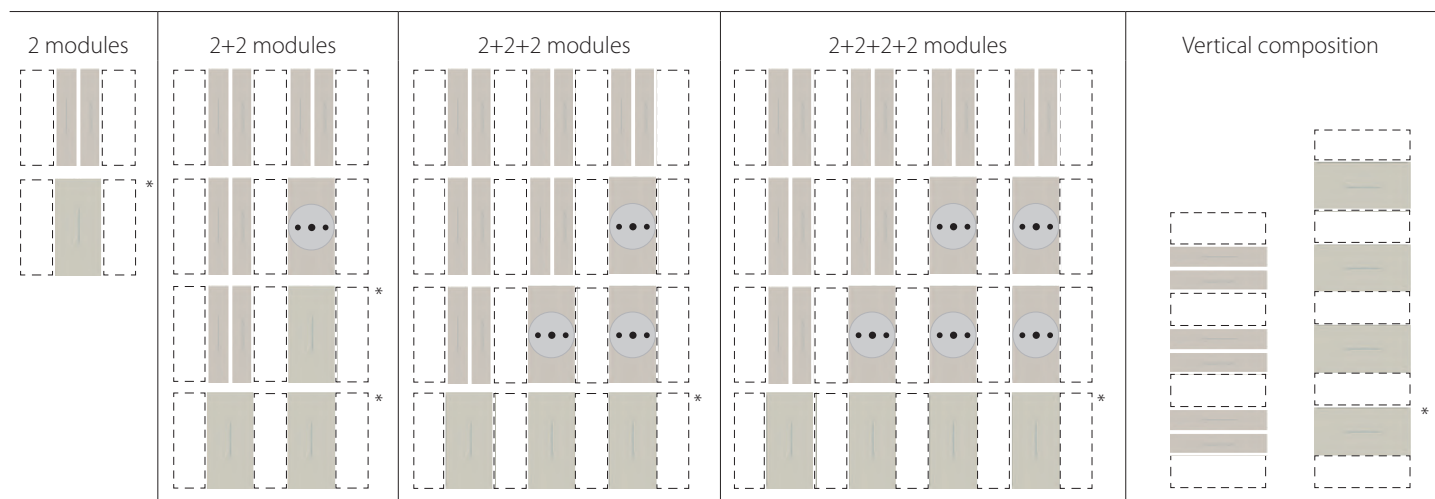 2 modules
2+2 modules
2+2+2 modules
2+2+2+2 modules
Vertical composition
*
*
*
*
*
*